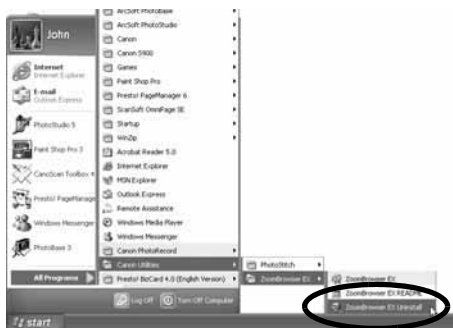 John
Internet
Internet Explorer
E-mail
Outlook Express
PhotoStudio 5
Paint Shop Pro 7
CanoScan Toolbox 4
Presto! PageManage
Windows Messenger
PhotoBase 3
All Programs
ArcSoft PhotoBase
ArcSoft PhotoStudio
Canon
Canon S900
Games
Paint Shop Pro
Presto! PageManager 6
ScanSoft OmniPage SE
Startup
WinZip
Acrobat Reader 5.0
Internet Explorer
MSN Explorer
Outlook Express
Remote Assistance
Windows Media Player
Windows Messenger
Canon PhotoRecord
Canon Utilities
Presto! BizCard 4.0 (English Version)
PhotoStitch
ZoomBrowser EX
ZoomBrowser EX
ZoomBrowser EX README
ZoomBrowser EX Uninstall
Log Off
Turn Off Computer
start